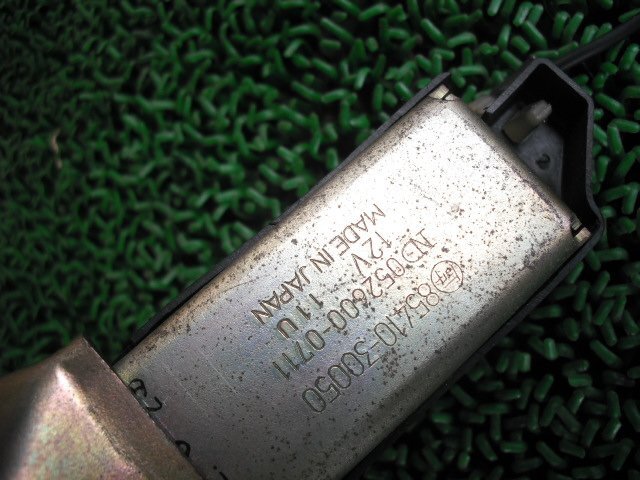 85410-30050
ND052600-0711
12V 11U
MADE IN JAPAN